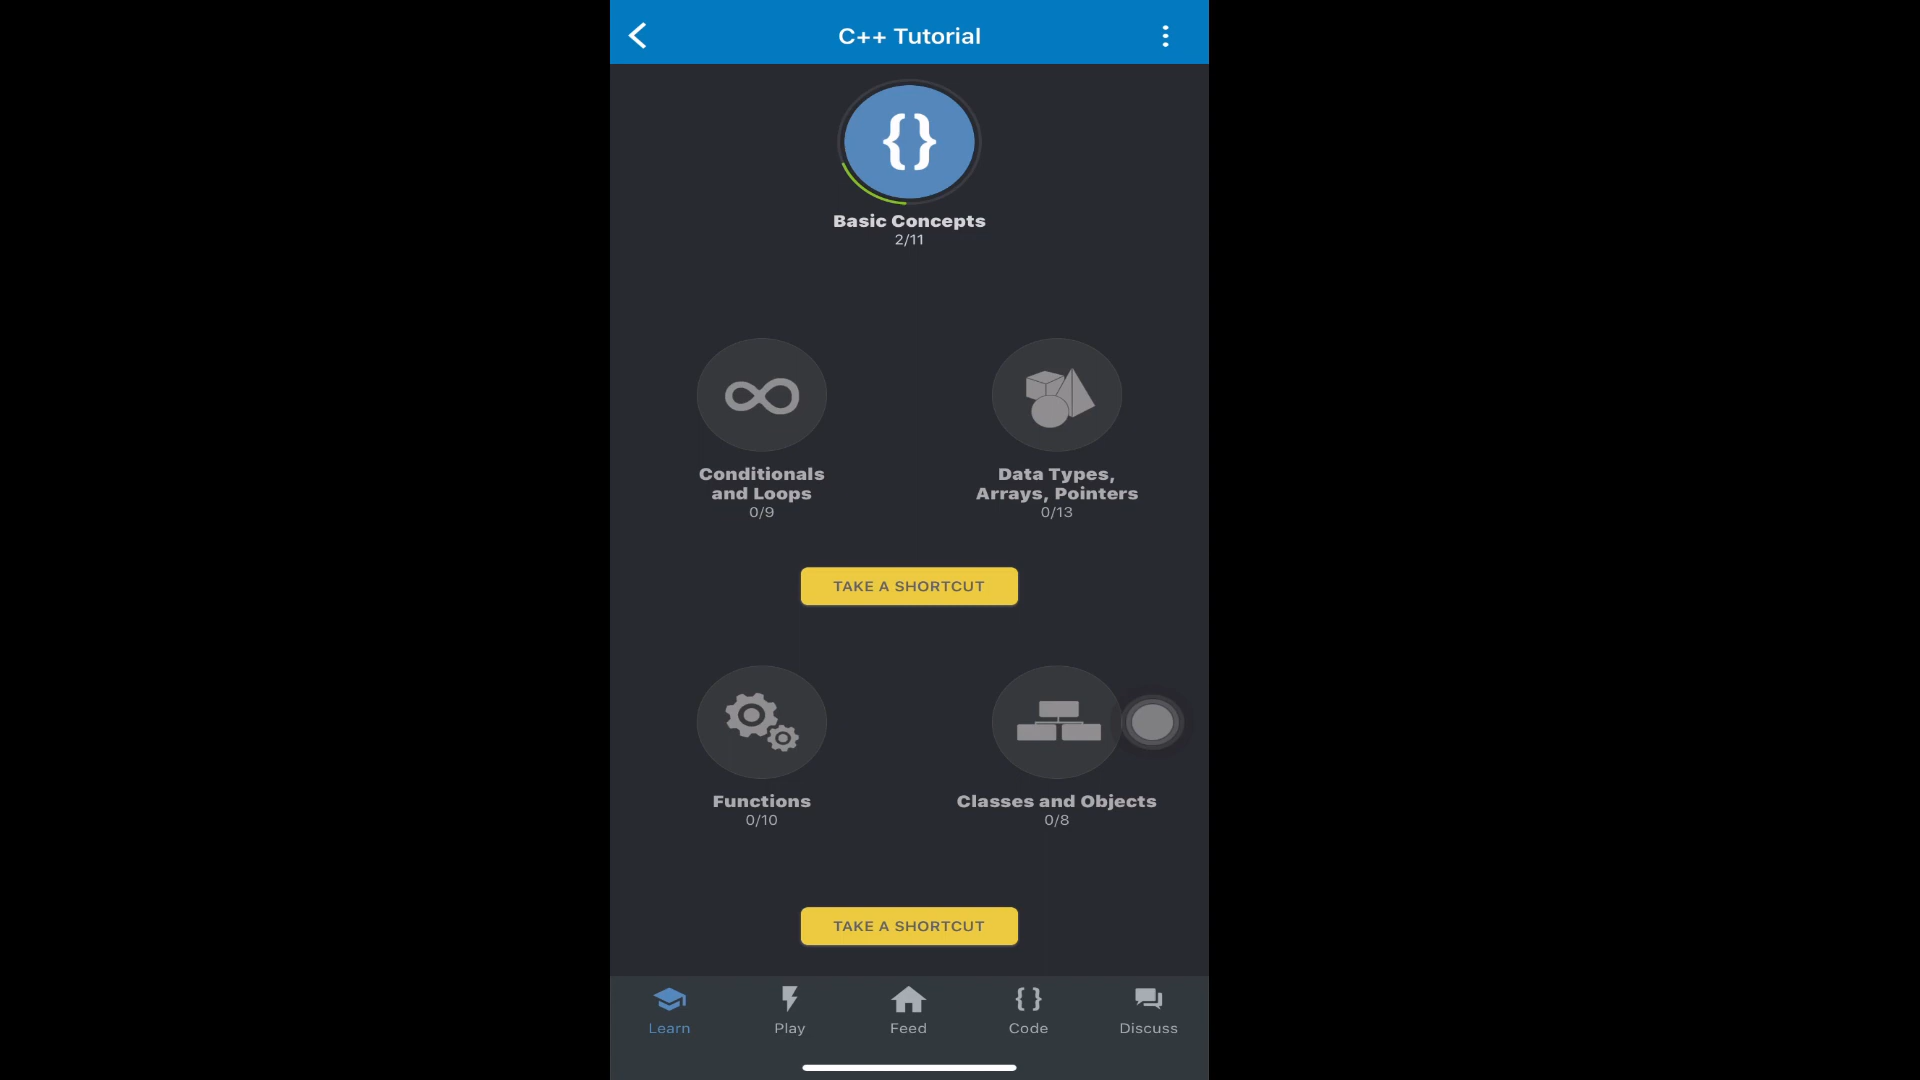 C++ Tutorial
{}
Basic Concepts
2/11
Conditionals
and Loops
0/9
Data Types,
Arrays, Pointers
0/13
TAKE A SHORTCUT
Functions
0/10
Classes and Objects
0/8
TAKE A SHORTCUT
Learn
Play
Feed
Code
Discuss